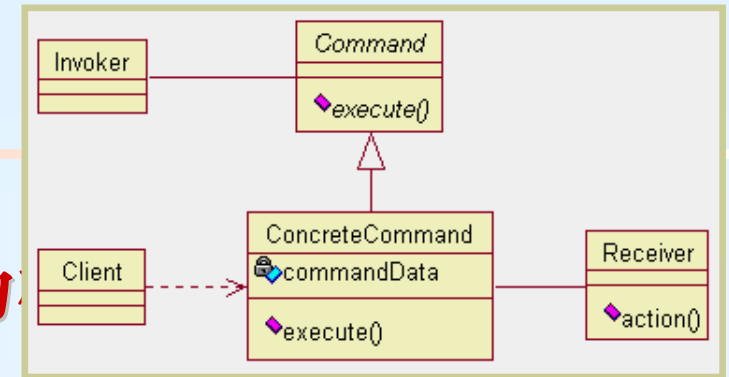 Invoker
Command
execute()
Client
ConcreteCommand
commandData
execute()
Receiver
action()